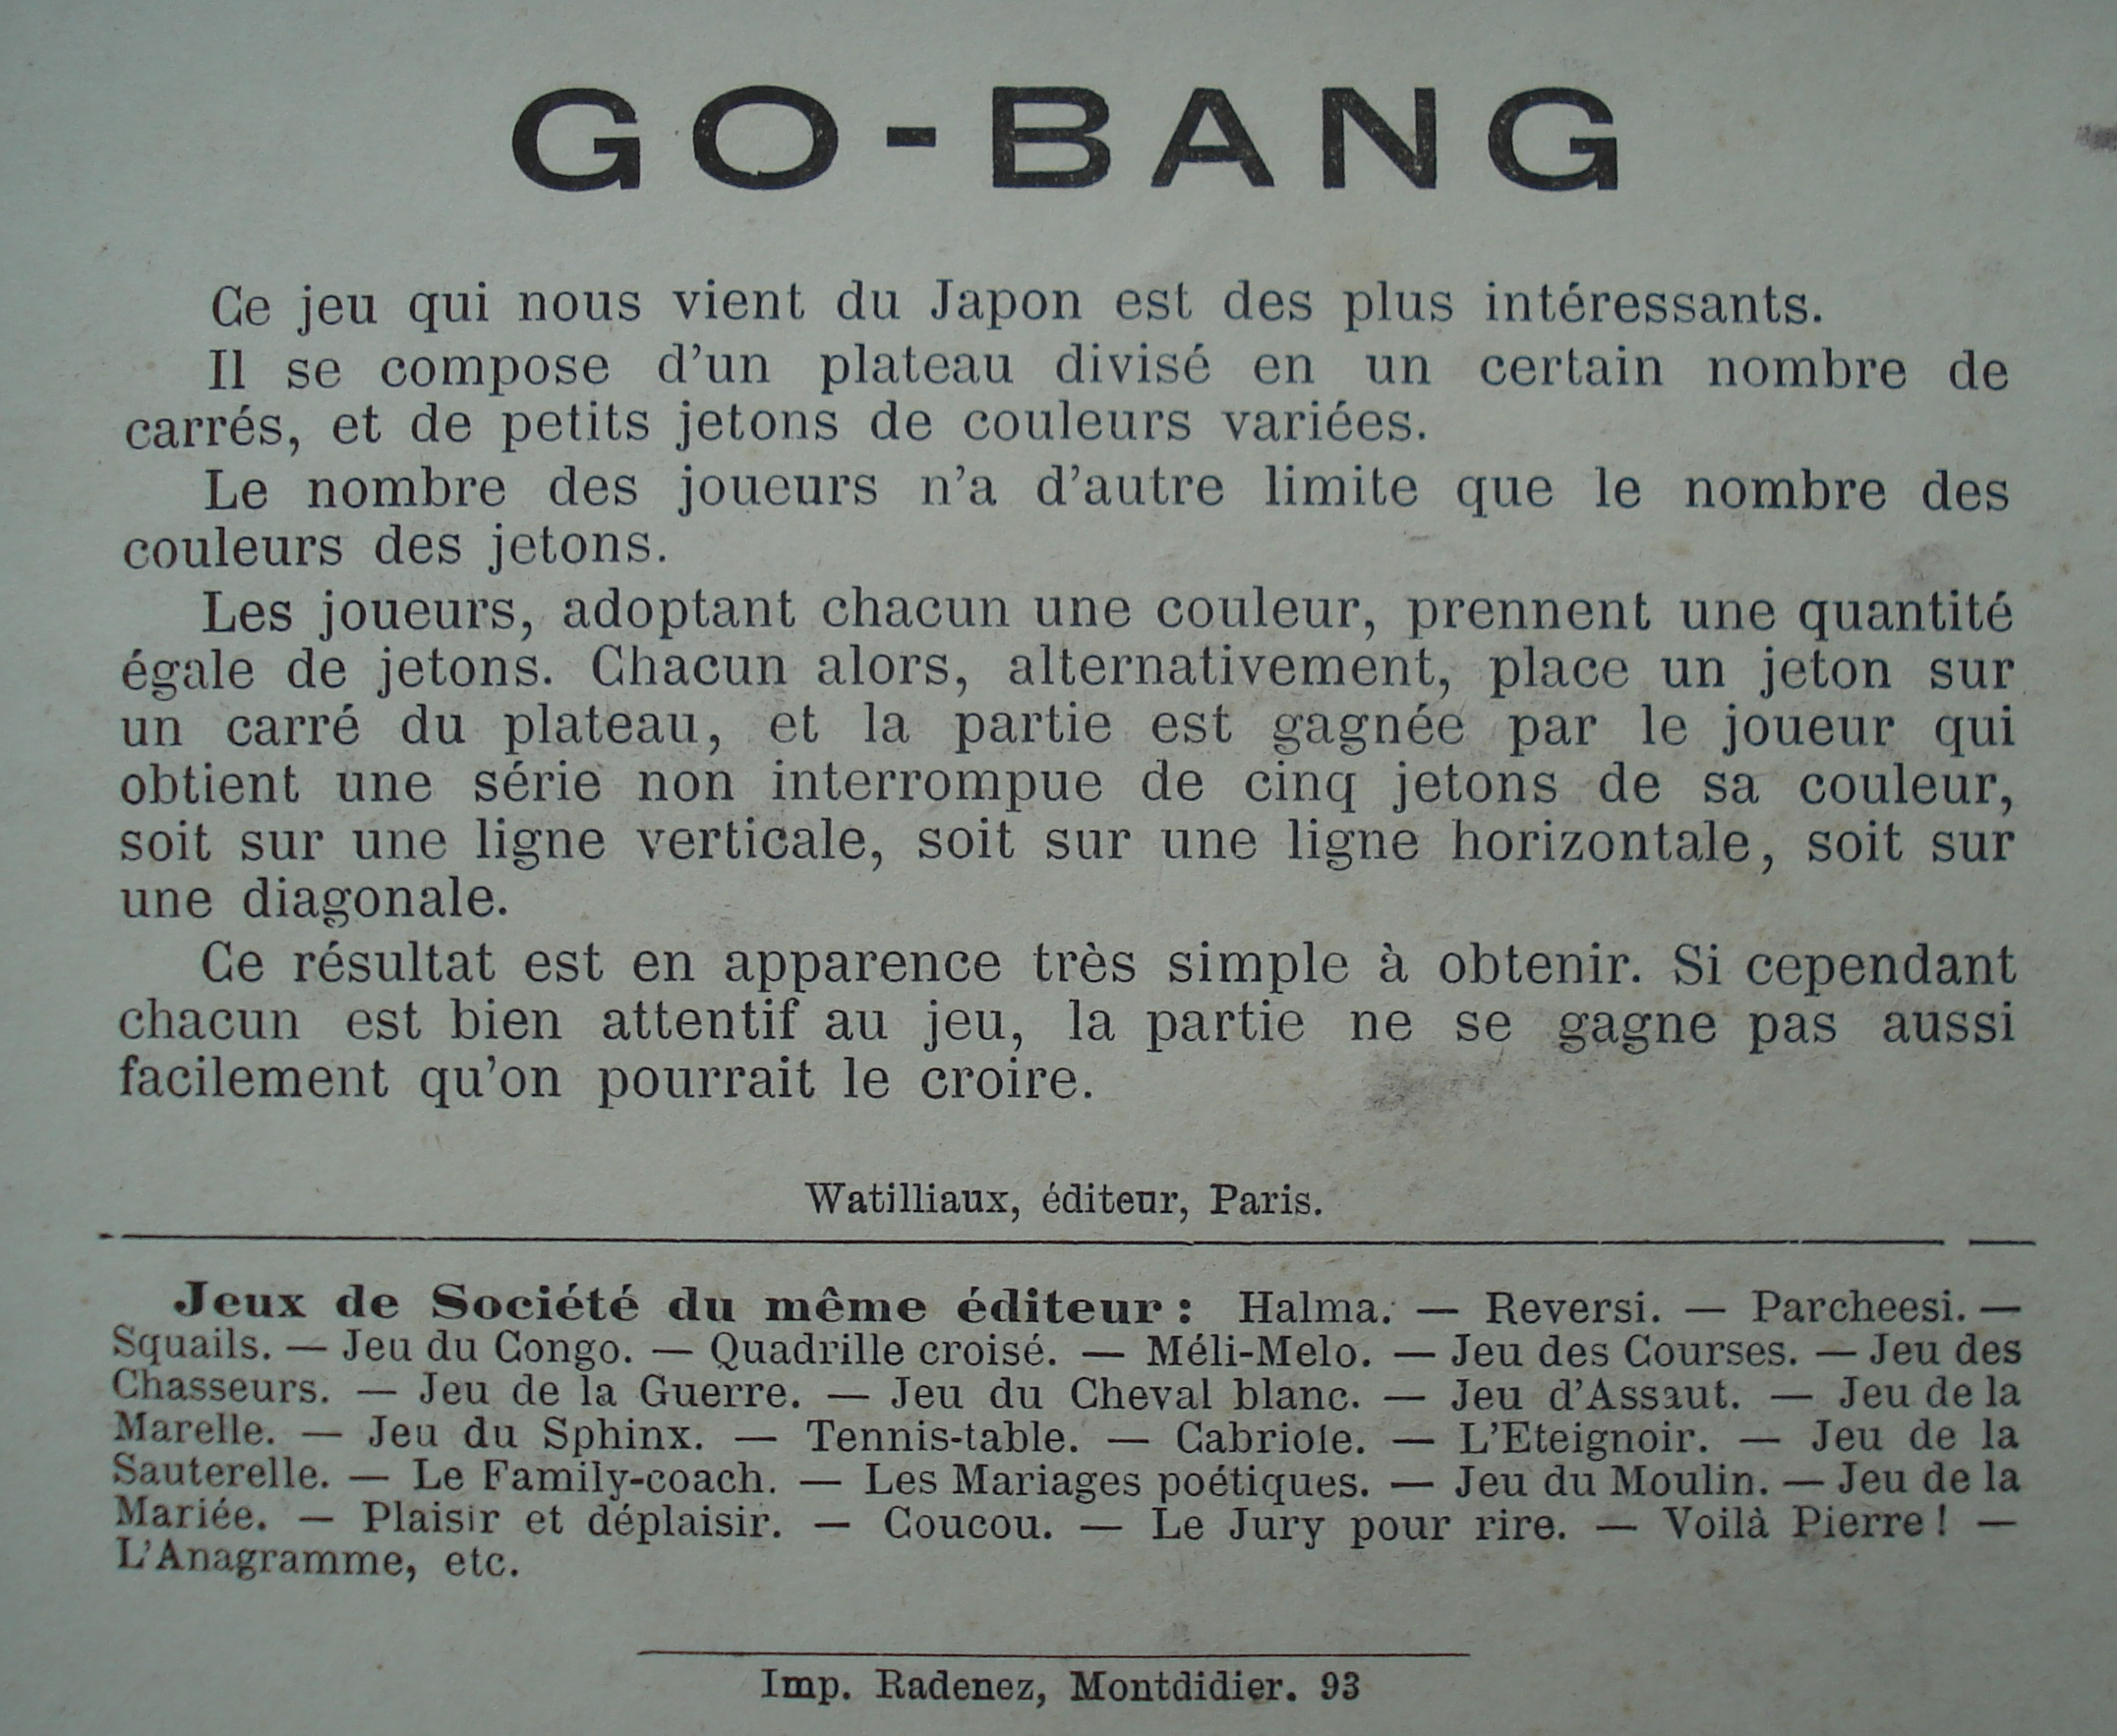 GO-BANG
Ce jeu qui nous vient du Japon est des plus intéressants.
Il se compose d'un plateau divisé en un certain nombre de
carrés, et de petits jetons de couleurs variées.
Le nombre des joueurs n'a d'autre limite que le nombre des
couleurs des jetons.
Les joueurs, adoptant chacun une couleur, prennent une quantité
égale de jetons. Chacun alors, alternativement, place un jeton sur
un carré du plateau, et la partie est gagnée par le joueur qui
obtient une série non interrompue de cinq jetons de sa couleur,
soit sur une ligne verticale, soit sur une ligne horizontale, soit sur
une diagonale.
Ce résultat est en apparence très simple à obtenir. Si cependant
chacun est bien attentif au jeu, la partie ne se gagne pas aussi
facilement qu'on pourrait le croire.
Watilliaux, éditeur, Paris.
Jeux de Société du même éditeur : Halma. — Reversi. — Parcheesi. —
Squails. — Jeu du Congo. — Quadrille croisé. — Méli-Melo. — Jeu des Courses. — Jeu des
Chasseurs. — Jeu de la Guerre. — Jeu du Cheval blanc. — Jeu d'Assaut. — Jeu de la
Marelle. — Jeu du Sphinx. — Tennis-table. — Cabriole. — L'Eteignoir. — Jeu de la
Sauterelle. — Le Family-coach. — Les Mariages poétiques. — Jeu du Moulin. — Jeu de la
Mariée. — Plaisir et déplaisir. — Coucou. — Le Jury pour rire. — Voilà Pierre ! —
L'Anagramme, etc.
Imp. Radenez, Montdidier. 93